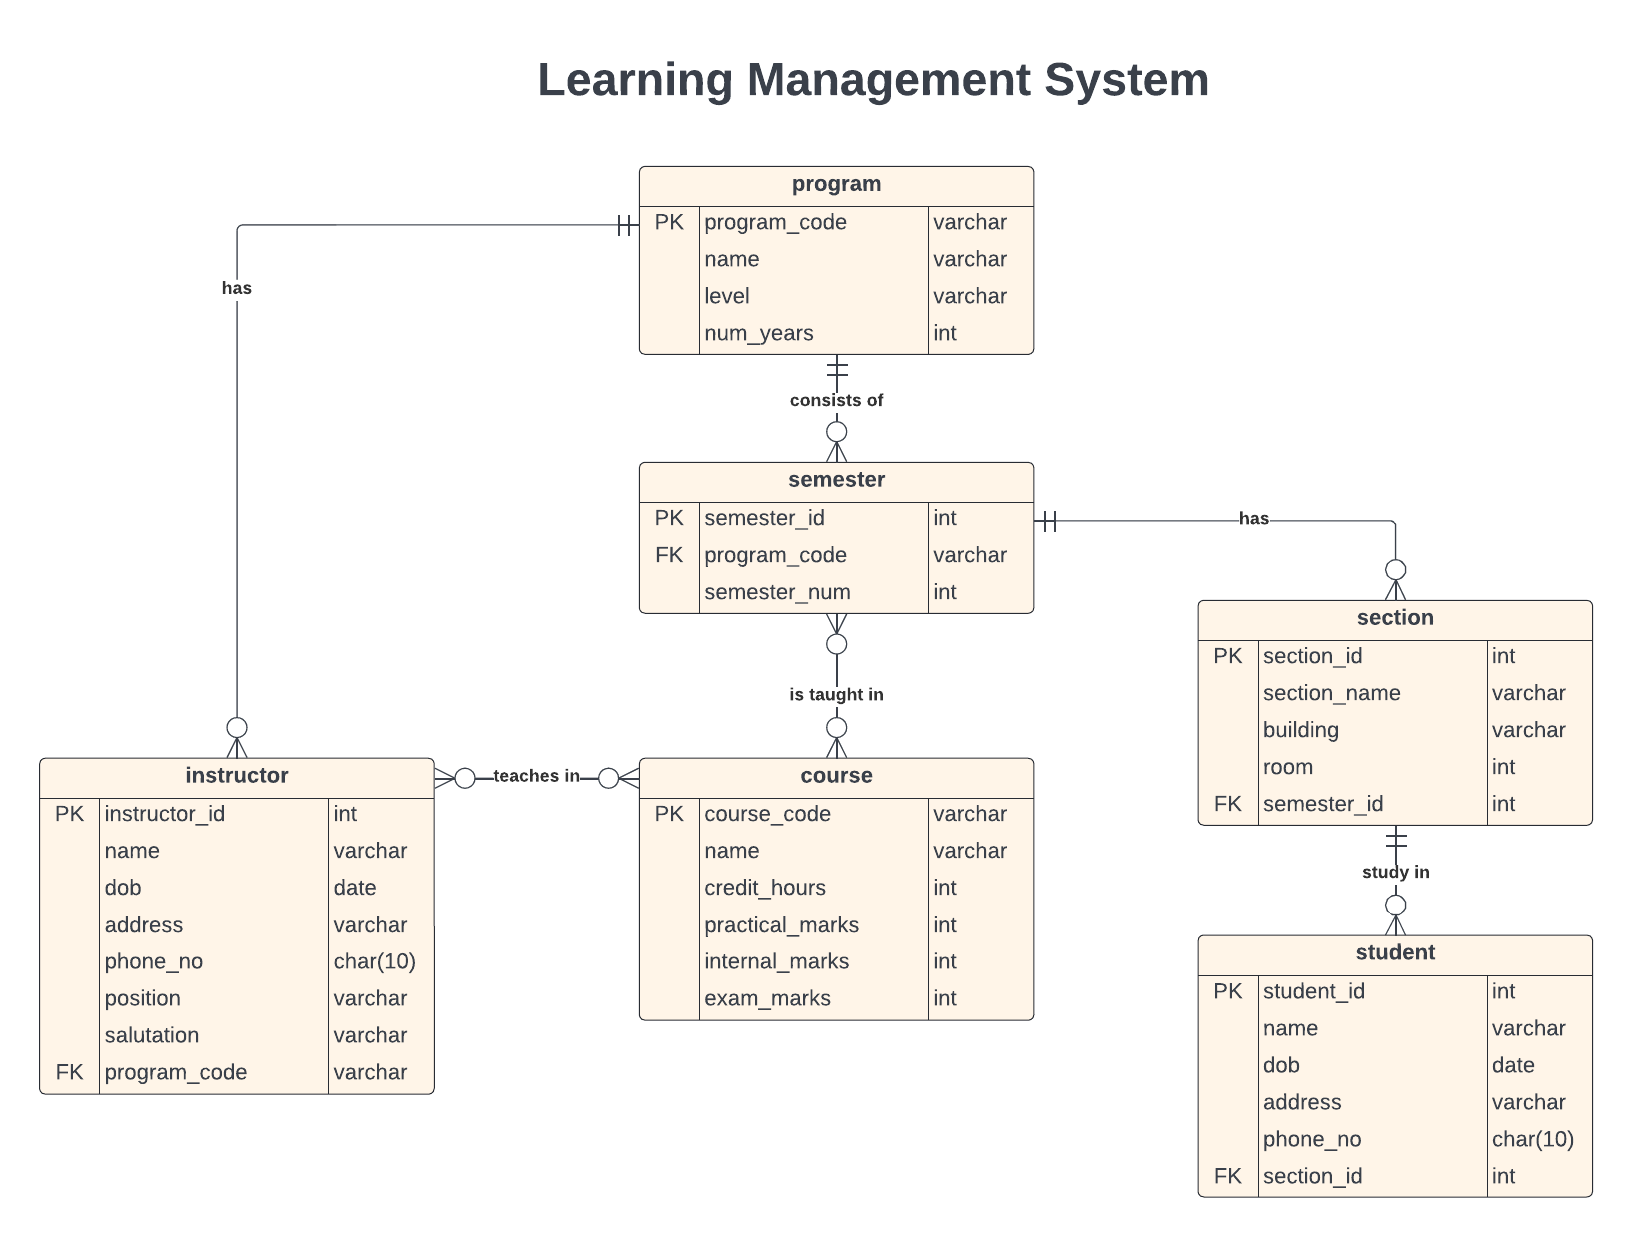 Learning Management System
program
PK program_code varchar
name varchar
level varchar
num_years int
has
consists of
semester
PK semester_id int
FK program_code varchar
semester_num int
has
is taught in
section
PK section_id int
section_name varchar
building varchar
room int
FK semester_id int
instructor
PK instructor_id int
name varchar
dob date
address varchar
phone_no char(10)
position varchar
salutation varchar
FK program_code varchar
teaches in
course
PK course_code varchar
name varchar
credit_hours int
practical_marks int
internal_marks int
exam_marks int
study in
student
PK student_id int
name varchar
dob date
address varchar
phone_no char(10)
FK section_id int